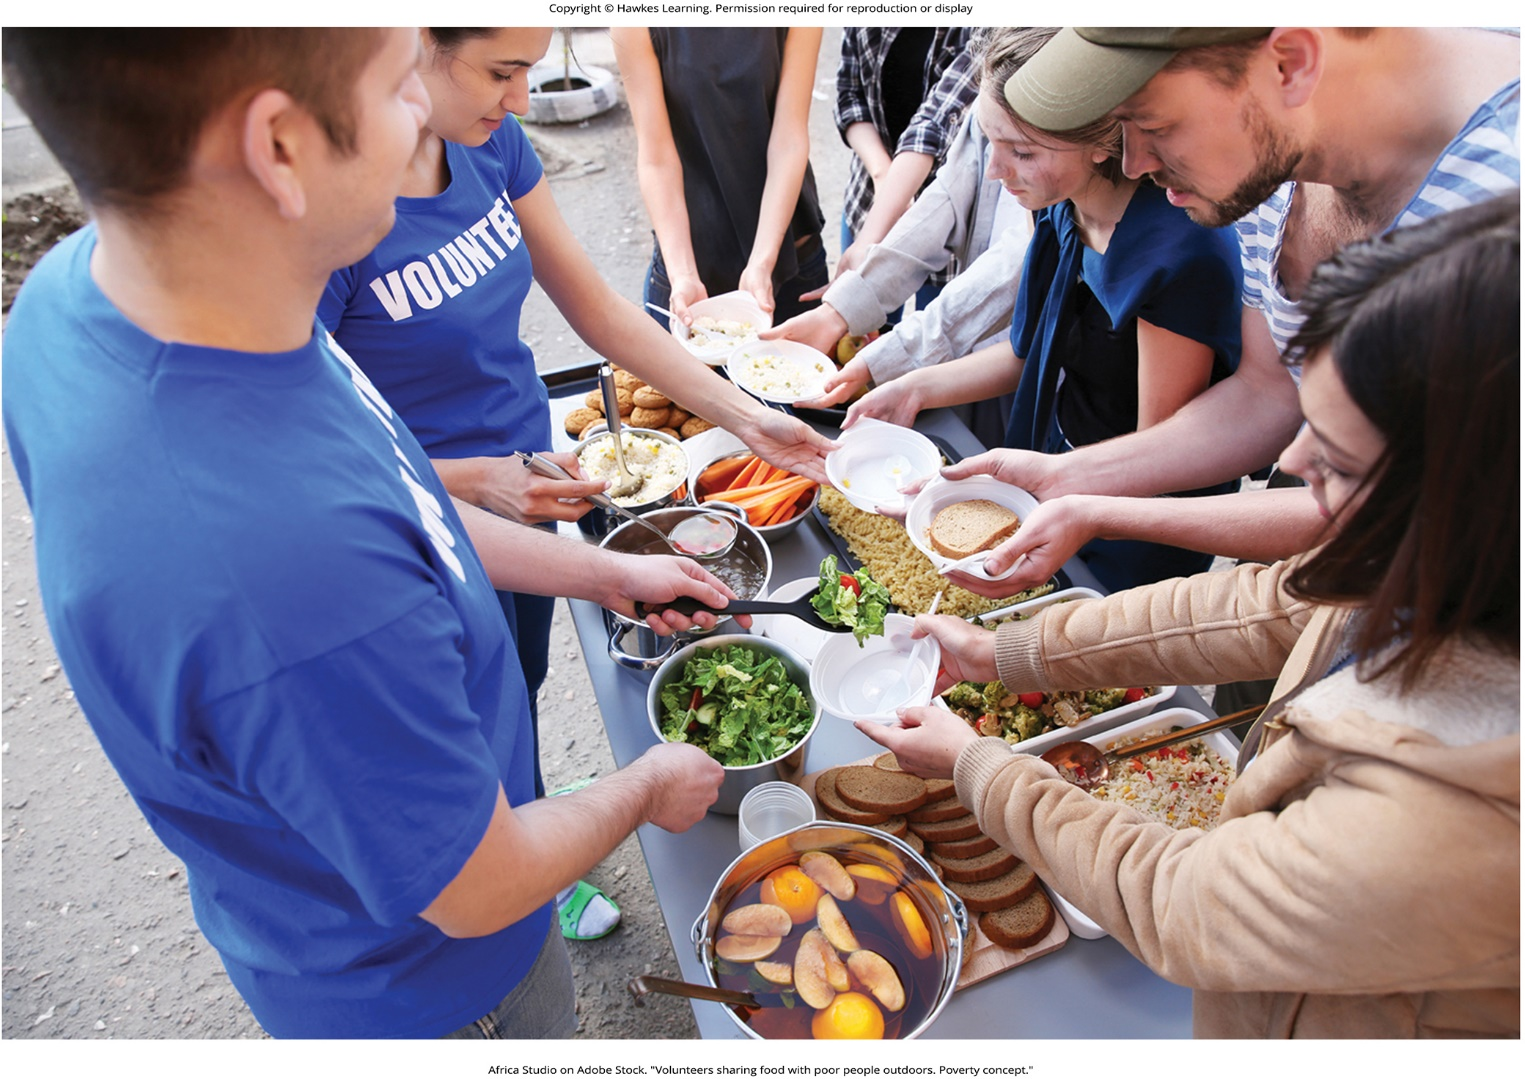 Copyright © Hawkes Learning. Permission required for reproduction or display
VOLUNTEE
Africa Studio on Adobe Stock. "Volunteers sharing food with poor people outdoors. Poverty concept."